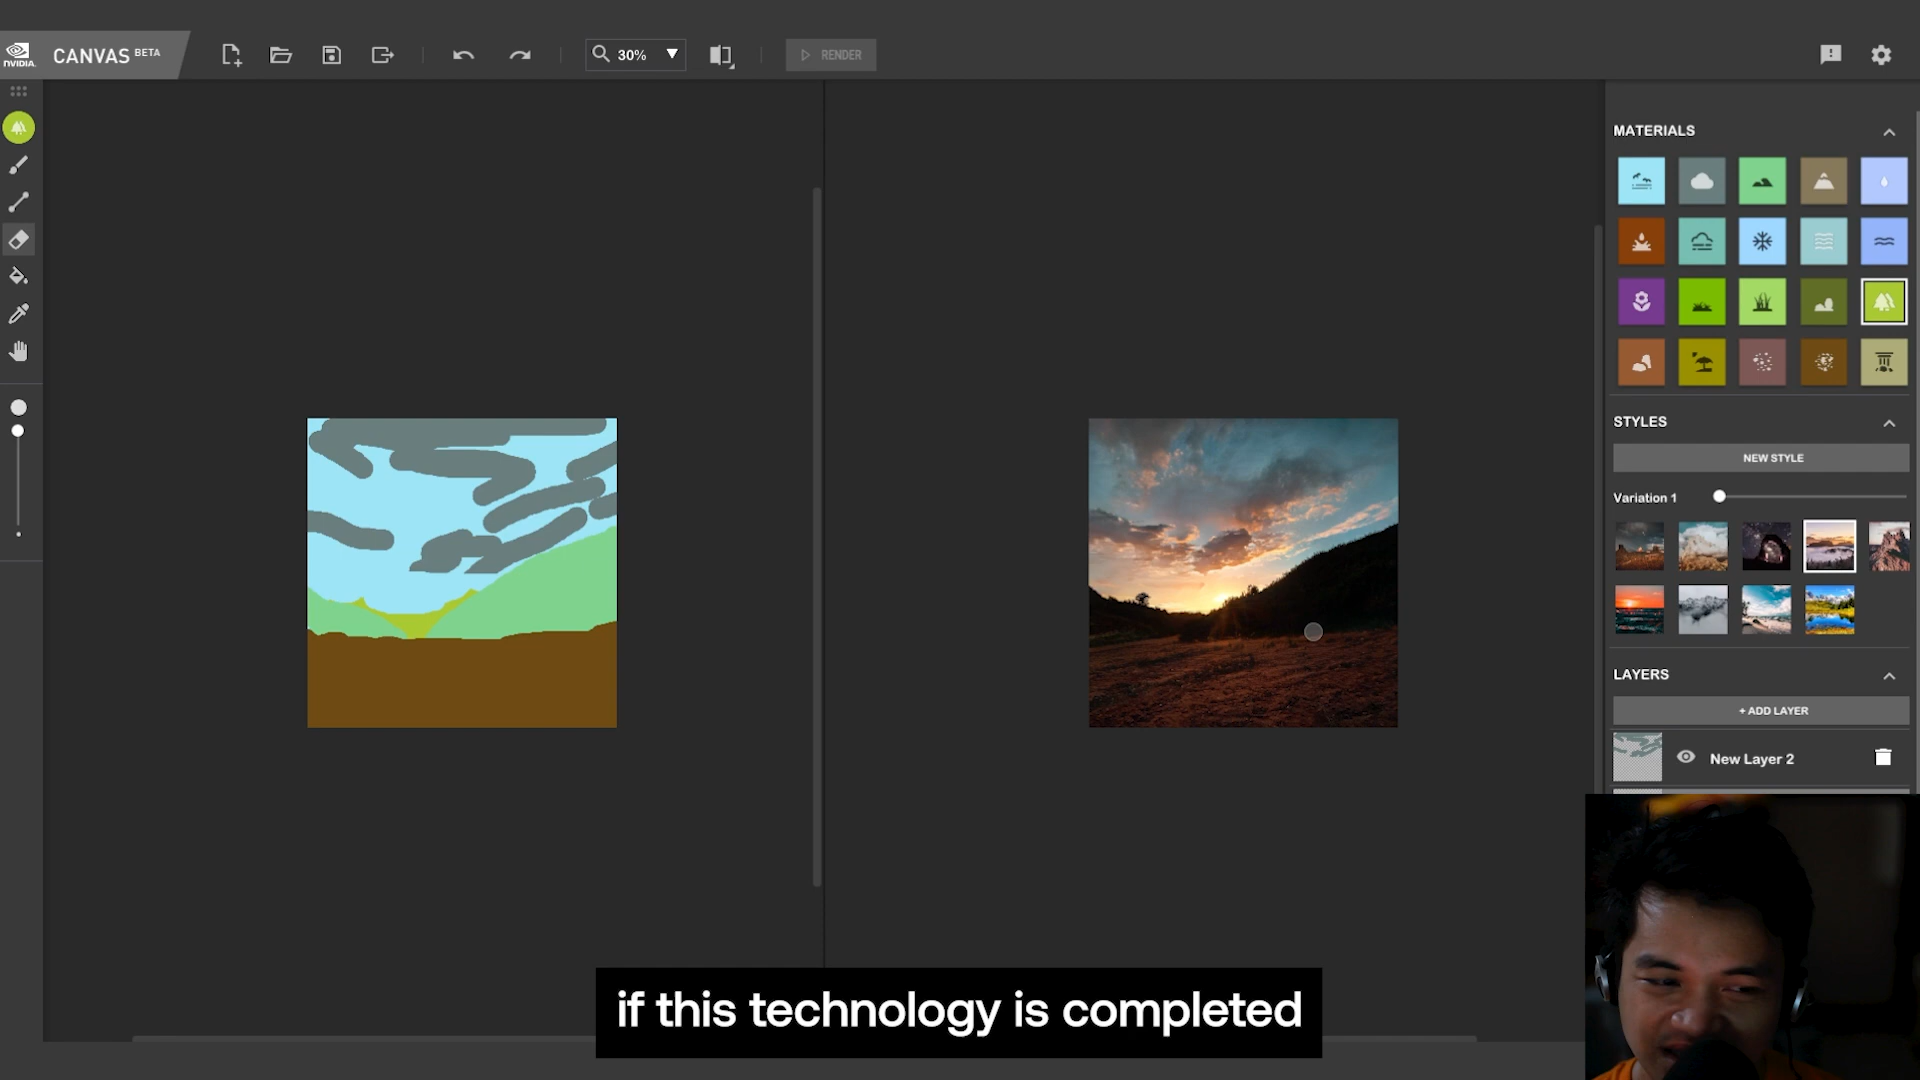 NVIDIA.
CANVAS BETA
30%
RENDER
MATERIALS
STYLES
NEW STYLE
Variation 1
LAYERS
+ ADD LAYER
New Layer 2
if this technology is completed